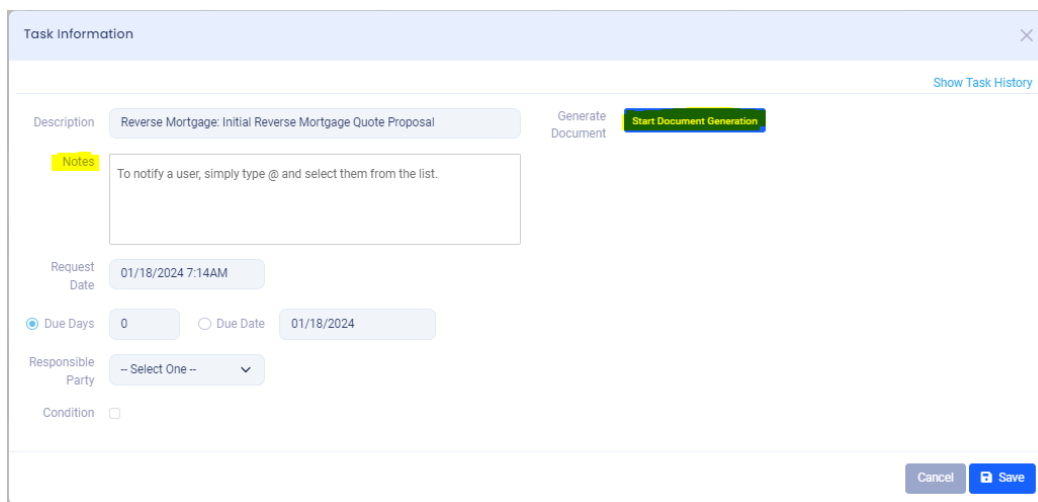 Task Information
Show Task History
Description
Reverse Mortgage: Initial Reverse Mortgage Quote Proposal
Generate
Document
Start Document Generation
Notes
To notify a user, simply type @ and select them from the list.
Request
Date
01/18/2024 7:14AM
Due Days
0
Due Date
01/18/2024
Responsible
Party
-- Select One --
Condition
Cancel
Save